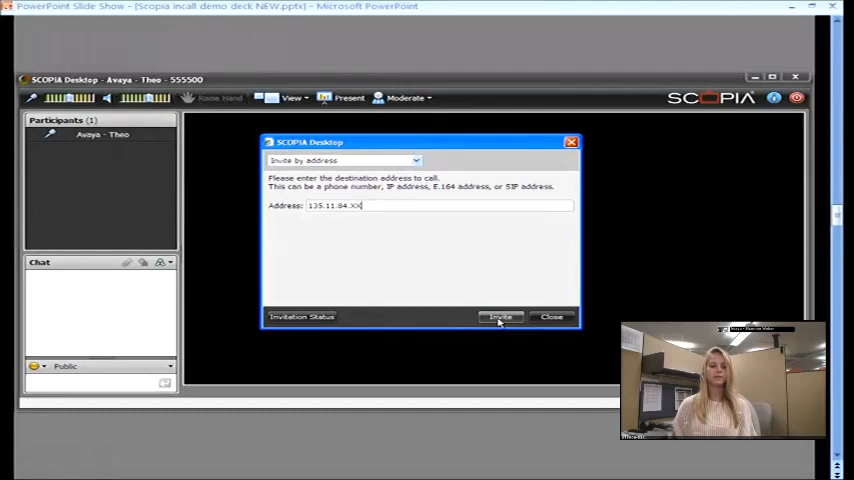 PowerPoint Slide Show - [Scopia incall demo deck NEW.pptx] - Microsoft PowerPoint
SCOPIA Desktop - Avaya - Theo - 555500
Raise Hand
View
Present
Moderate
SCOPIA
Participants (1)
Avaya - Theo
SCOPIA Desktop
Invite by address
Please enter the destination address to call.
This can be a phone number, IP address, E.164 address, or SIP address.
Address: 135.11.84.XX
Invitation Status
Invite
Close
Chat
Public